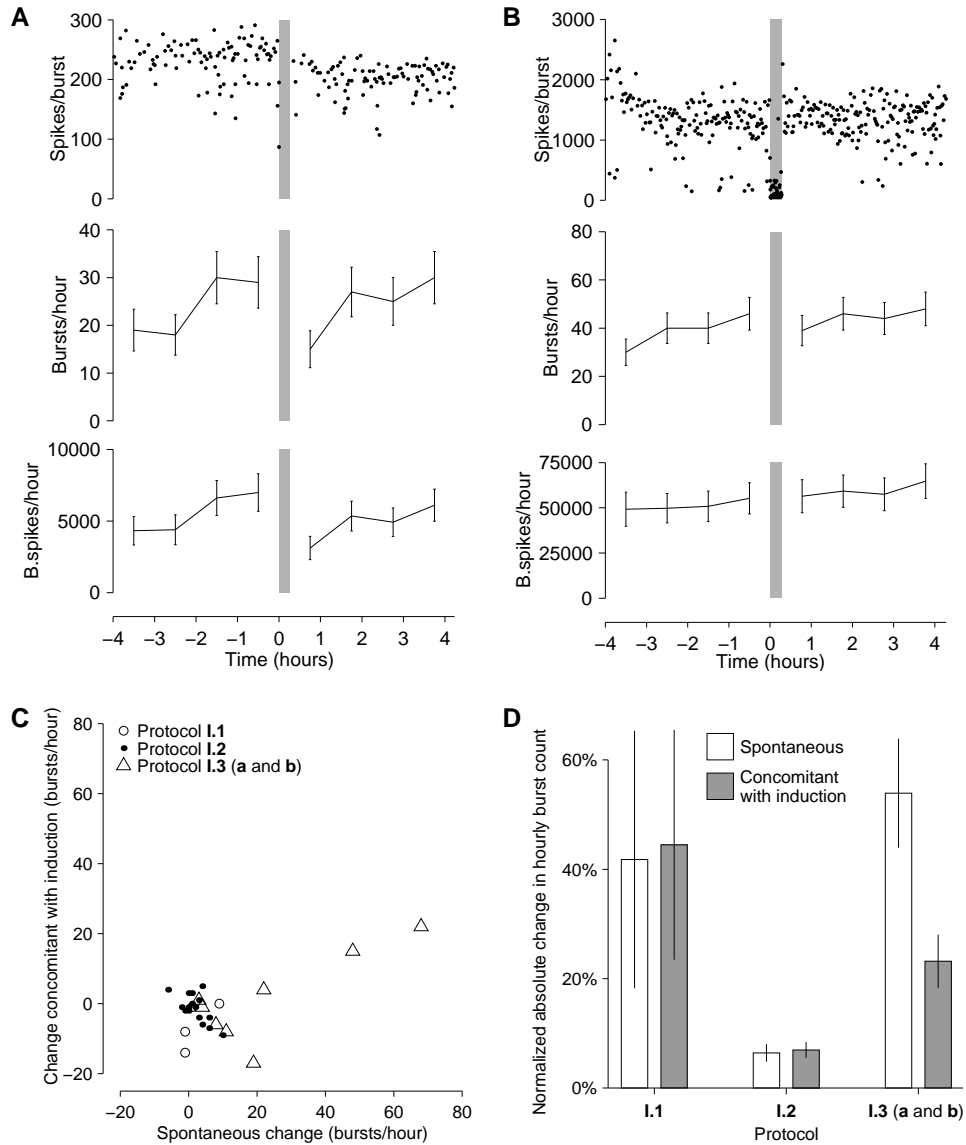 A
Spikes/burst
300
200
100
0
Bursts/hour
40
30
20
10
0
B.spikes/hour
10000
5000
0
−4 −3 −2 −1 0 1 2 3 4
Time (hours)
B
Spikes/burst
3000
2000
1000
0
Bursts/hour
80
60
40
20
0
B.spikes/hour
75000
50000
25000
0
−4 −3 −2 −1 0 1 2 3 4
Time (hours)
C
Change concomitant with induction (bursts/hour)
80
60
40
20
0
−20
Protocol I.1
Protocol I.2
Protocol I.3 (a and b)
−20 0 20 40 60 80
Spontaneous change (bursts/hour)
D
Normalized absolute change in hourly burst count
60%
40%
20%
0%
Spontaneous
Concomitant
with induction
I.1 I.2 I.3 (a and b)
Protocol